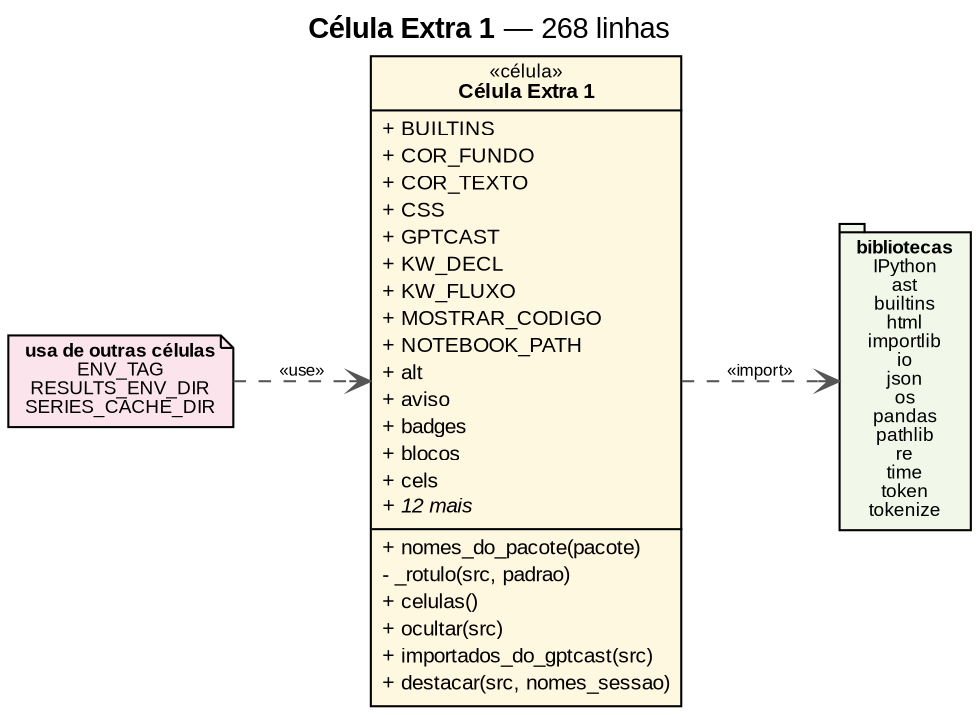 Célula Extra 1 — 268 linhas
«célula»
Célula Extra 1
+ BUILTINS
+ COR_FUNDO
+ COR_TEXTO
+ CSS
+ GPTCAST
+ KW_DECL
+ KW_FLUXO
+ MOSTRAR_CODIGO
+ NOTEBOOK_PATH
+ alt
+ aviso
+ badges
+ blocos
+ cels
+ 12 mais
+ nomes_do_pacote(pacote)
- _rotulo(src, padrao)
+ celulas()
+ ocultar(src)
+ importados_do_gptcast(src)
+ destacar(src, nomes_sessao)
usa de outras células
ENV_TAG
RESULTS_ENV_DIR
SERIES_CACHE_DIR
«use»
«import»
bibliotecas
IPython
ast
builtins
html
importlib
io
json
os
pandas
pathlib
re
time
token
tokenize